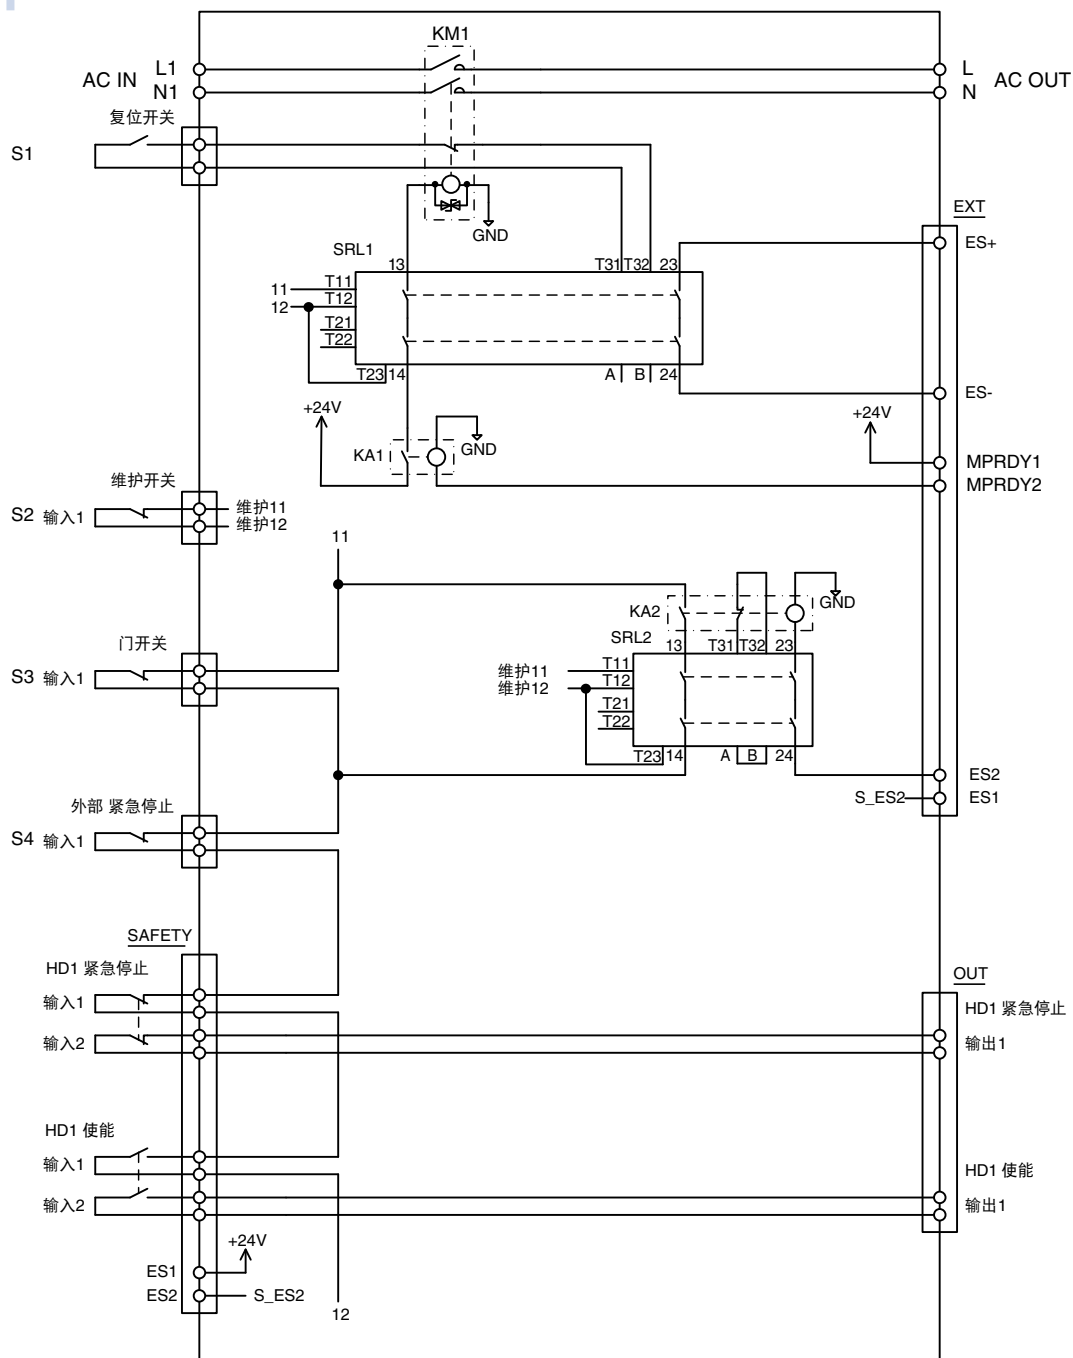 KM1
AC IN L1 L AC OUT
N1 N
复位开关
S1
EXT
ES+
GND
SRL1
13 T31 T32 23
11 T11
12 T12
T21
T22
T23 14 A B 24
ES-
+24V
+24V
KA1 GND
MPRDY1
MPRDY2
维护开关
S2 输入1 维护11
维护12
11
KA2 GND
SRL2
13 T31 T32 23
门开关
S3 输入1
维护11 T11
维护12 T12
T21
T22
T23 14 A B 24
ES2
S_ES2 ES1
外部 紧急停止
S4 输入1
SAFETY
HD1 紧急停止
输入1
输入2
OUT
HD1 紧急停止
输出1
HD1 使能
输入1
输入2
HD1 使能
输出1
+24V
ES1
ES2 S_ES2
12